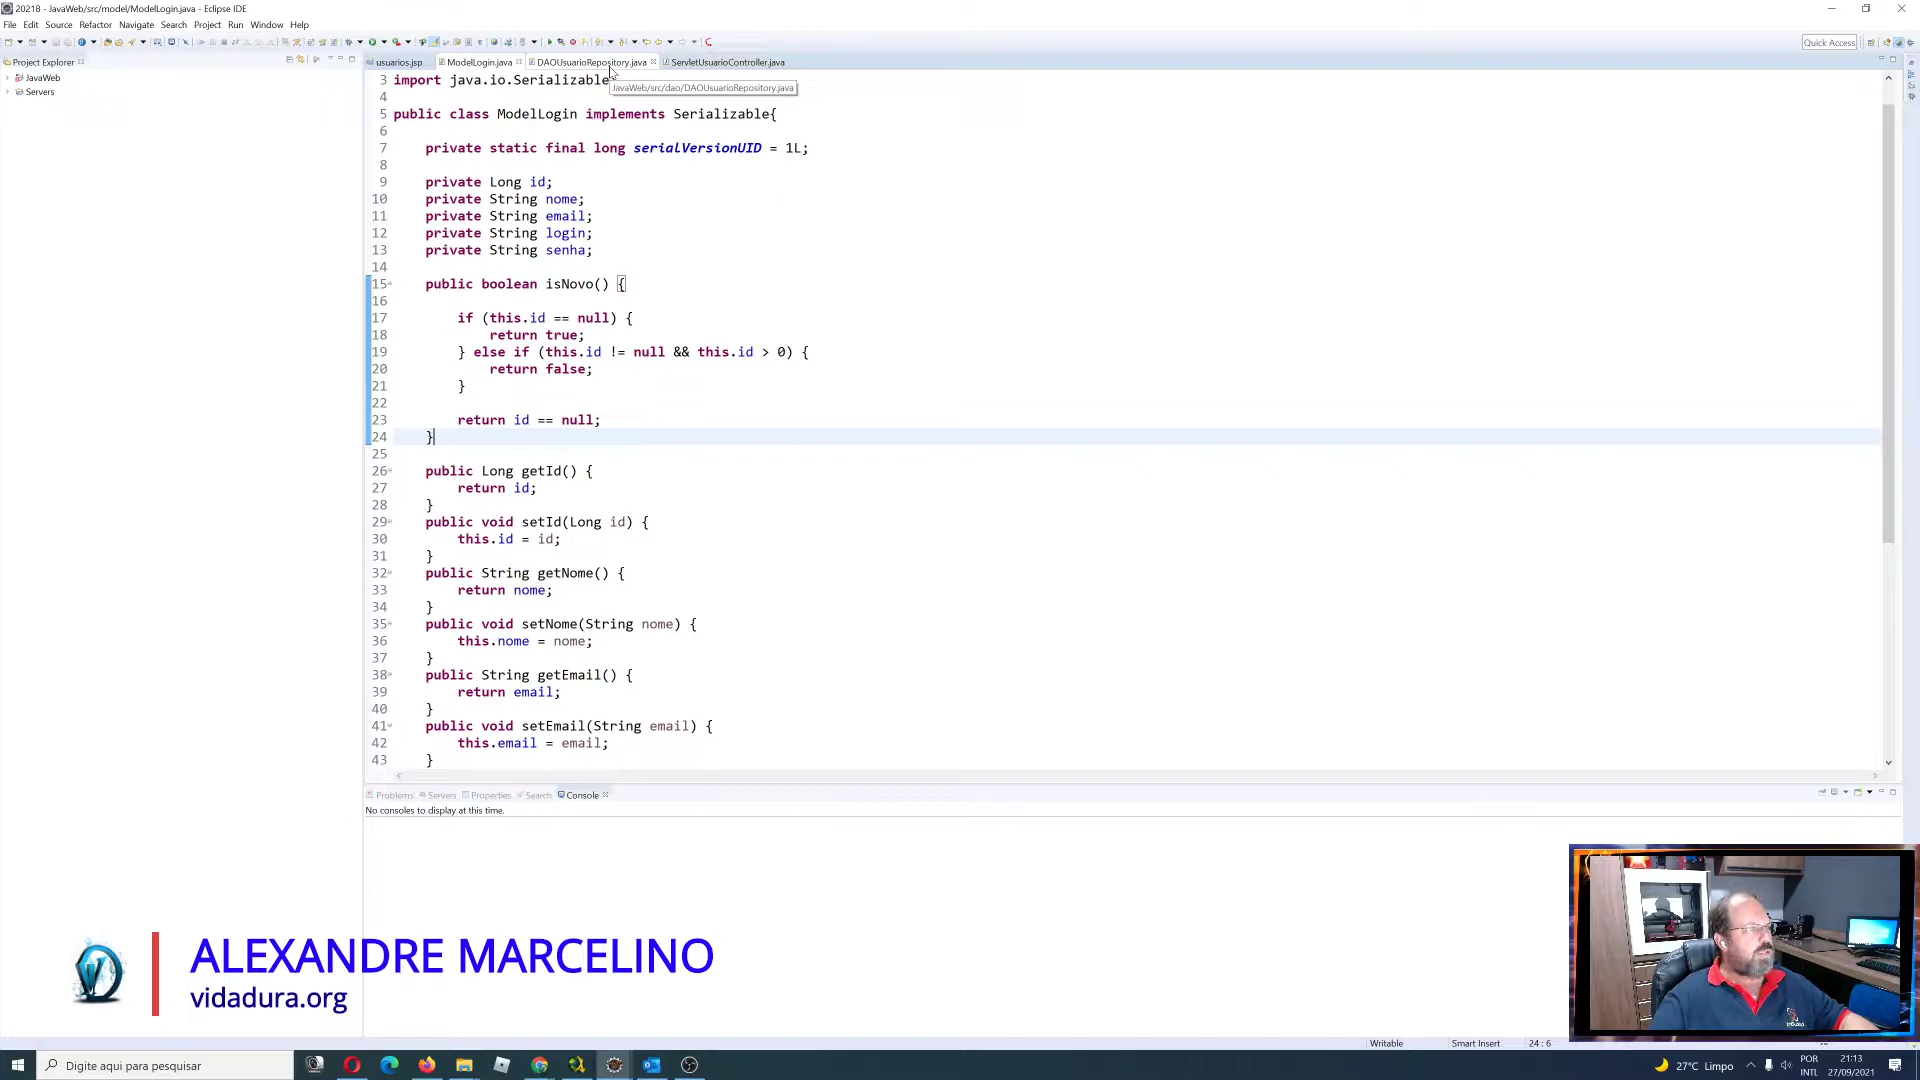 2021B - JavaWeb/src/model/ModelLogin.java - Eclipse IDE
File Edit Source Refactor Navigate Search Project Run Window Help
Quick Access
Project Explorer
JavaWeb
Servers
usuarios.jsp ModelLogin.java DAOUsuarioRepository.java ServletUsuarioController.java
JavaWeb/src/dao/DAOUsuarioRepository.java
3 import java.io.Serializable
4
5 public class ModelLogin implements Serializable{
6
7 private static final long serialVersionUID = 1L;
8
9 private Long id;
10 private String nome;
11 private String email;
12 private String login;
13 private String senha;
14
15 public boolean isNovo() {
16
17 if (this.id == null) {
18 return true;
19 } else if (this.id != null && this.id > 0) {
20 return false;
21 }
22
23 return id == null;
24 }
25
26 public Long getId() {
27 return id;
28 }
29 public void setId(Long id) {
30 this.id = id;
31 }
32 public String getNome() {
33 return nome;
34 }
35 public void setNome(String nome) {
36 this.nome = nome;
37 }
38 public String getEmail() {
39 return email;
40 }
41 public void setEmail(String email) {
42 this.email = email;
43 }
Problems Servers Properties Search Console
No consoles to display at this time.
ALEXANDRE MARCELINO
vidadura.org
Writable Smart Insert 24 : 6
Digite aqui para pesquisar
27°C Limpo
POR
INTL
21:13
27/09/2021